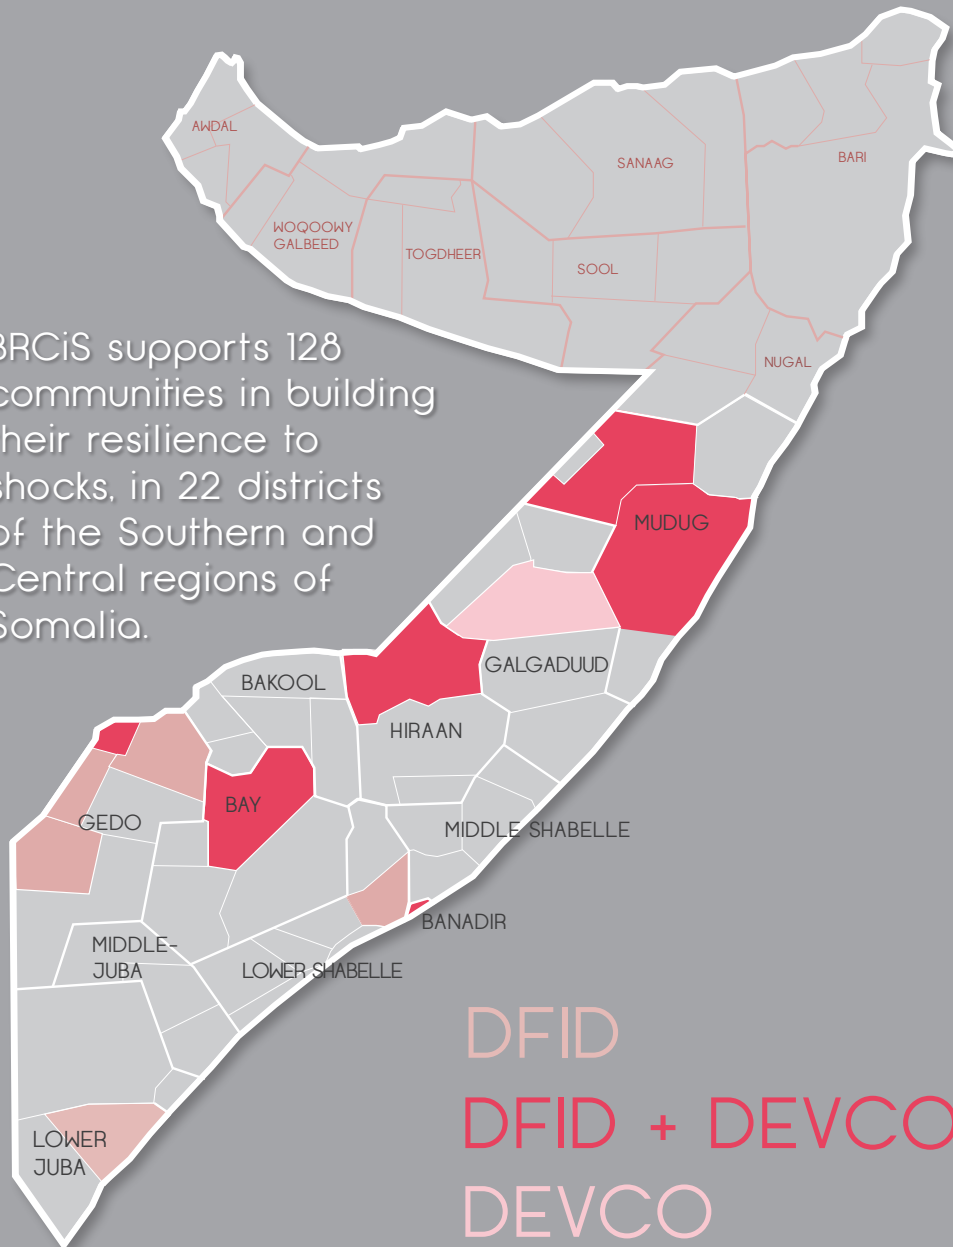 AWDAL
SANAAG
BARI
WOQOOWY
GALBEED
TOGDHEER
SOOL
NUGAL
BRCiS supports 128
communities in building
their resilience to
shocks, in 22 districts
of the Southern and
Central regions of
Somalia.
MUDUG
GALGADUUD
BAKOOL
HIRAAN
BAY
GEDO
MIDDLE SHABELLE
BANADIR
MIDDLE-
JUBA
LOWER SHABELLE
LOWER
JUBA
DFID
DFID + DEVCO
DEVCO